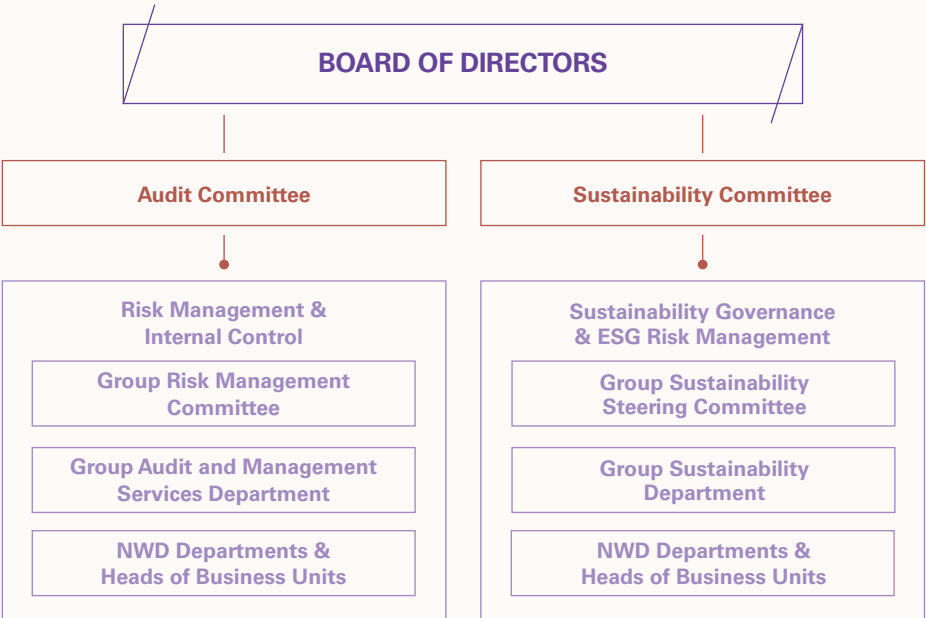 BOARD OF DIRECTORS
Audit Committee
Sustainability Committee
Risk Management &
Internal Control
Group Risk Management
Committee
Group Audit and Management
Services Department
NWD Departments &
Heads of Business Units
Sustainability Governance
& ESG Risk Management
Group Sustainability
Steering Committee
Group Sustainability
Department
NWD Departments &
Heads of Business Units